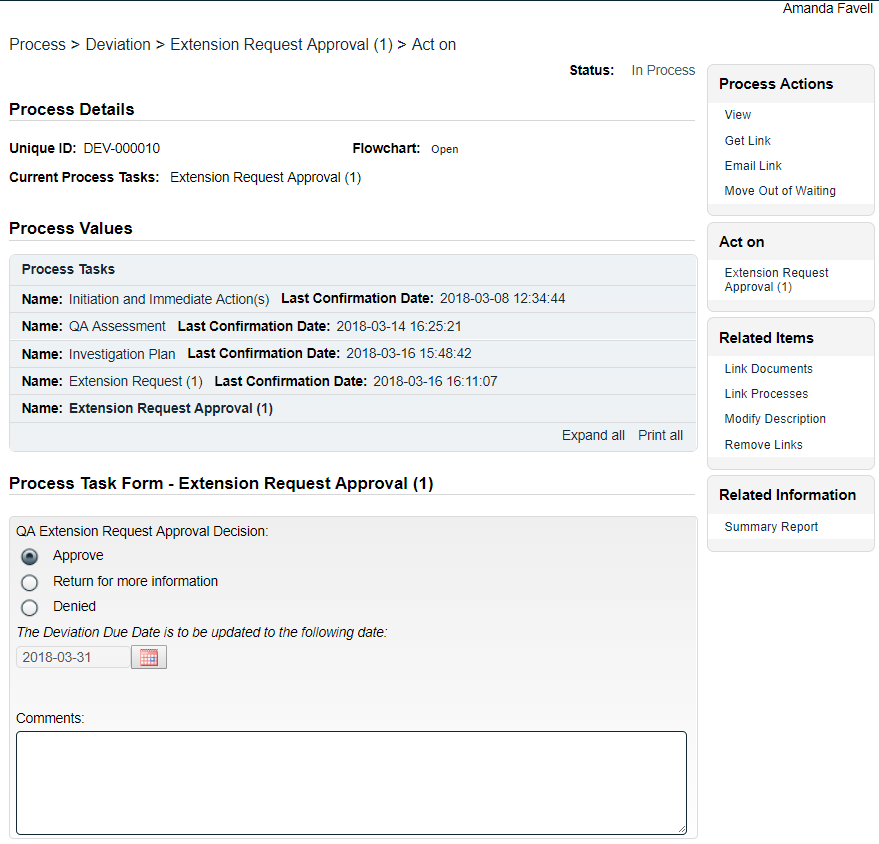 Amanda Favell
Process > Deviation > Extension Request Approval (1) > Act on
Status: In Process
Process Details
Unique ID: DEV-000010 Flowchart: Open
Current Process Tasks: Extension Request Approval (1)
Process Values
Process Tasks
Name: Initiation and Immediate Action(s) Last Confirmation Date: 2018-03-08 12:34:44
Name: QA Assessment Last Confirmation Date: 2018-03-14 16:25:21
Name: Investigation Plan Last Confirmation Date: 2018-03-16 15:48:42
Name: Extension Request (1) Last Confirmation Date: 2018-03-16 16:11:07
Name: Extension Request Approval (1)
Expand all Print all
Process Task Form - Extension Request Approval (1)
QA Extension Request Approval Decision:
Approve
Return for more information
Denied
The Deviation Due Date is to be updated to the following date:
2018-03-31
Comments:
Process Actions
View
Get Link
Email Link
Move Out of Waiting
Act on
Extension Request
Approval (1)
Related Items
Link Documents
Link Processes
Modify Description
Remove Links
Related Information
Summary Report